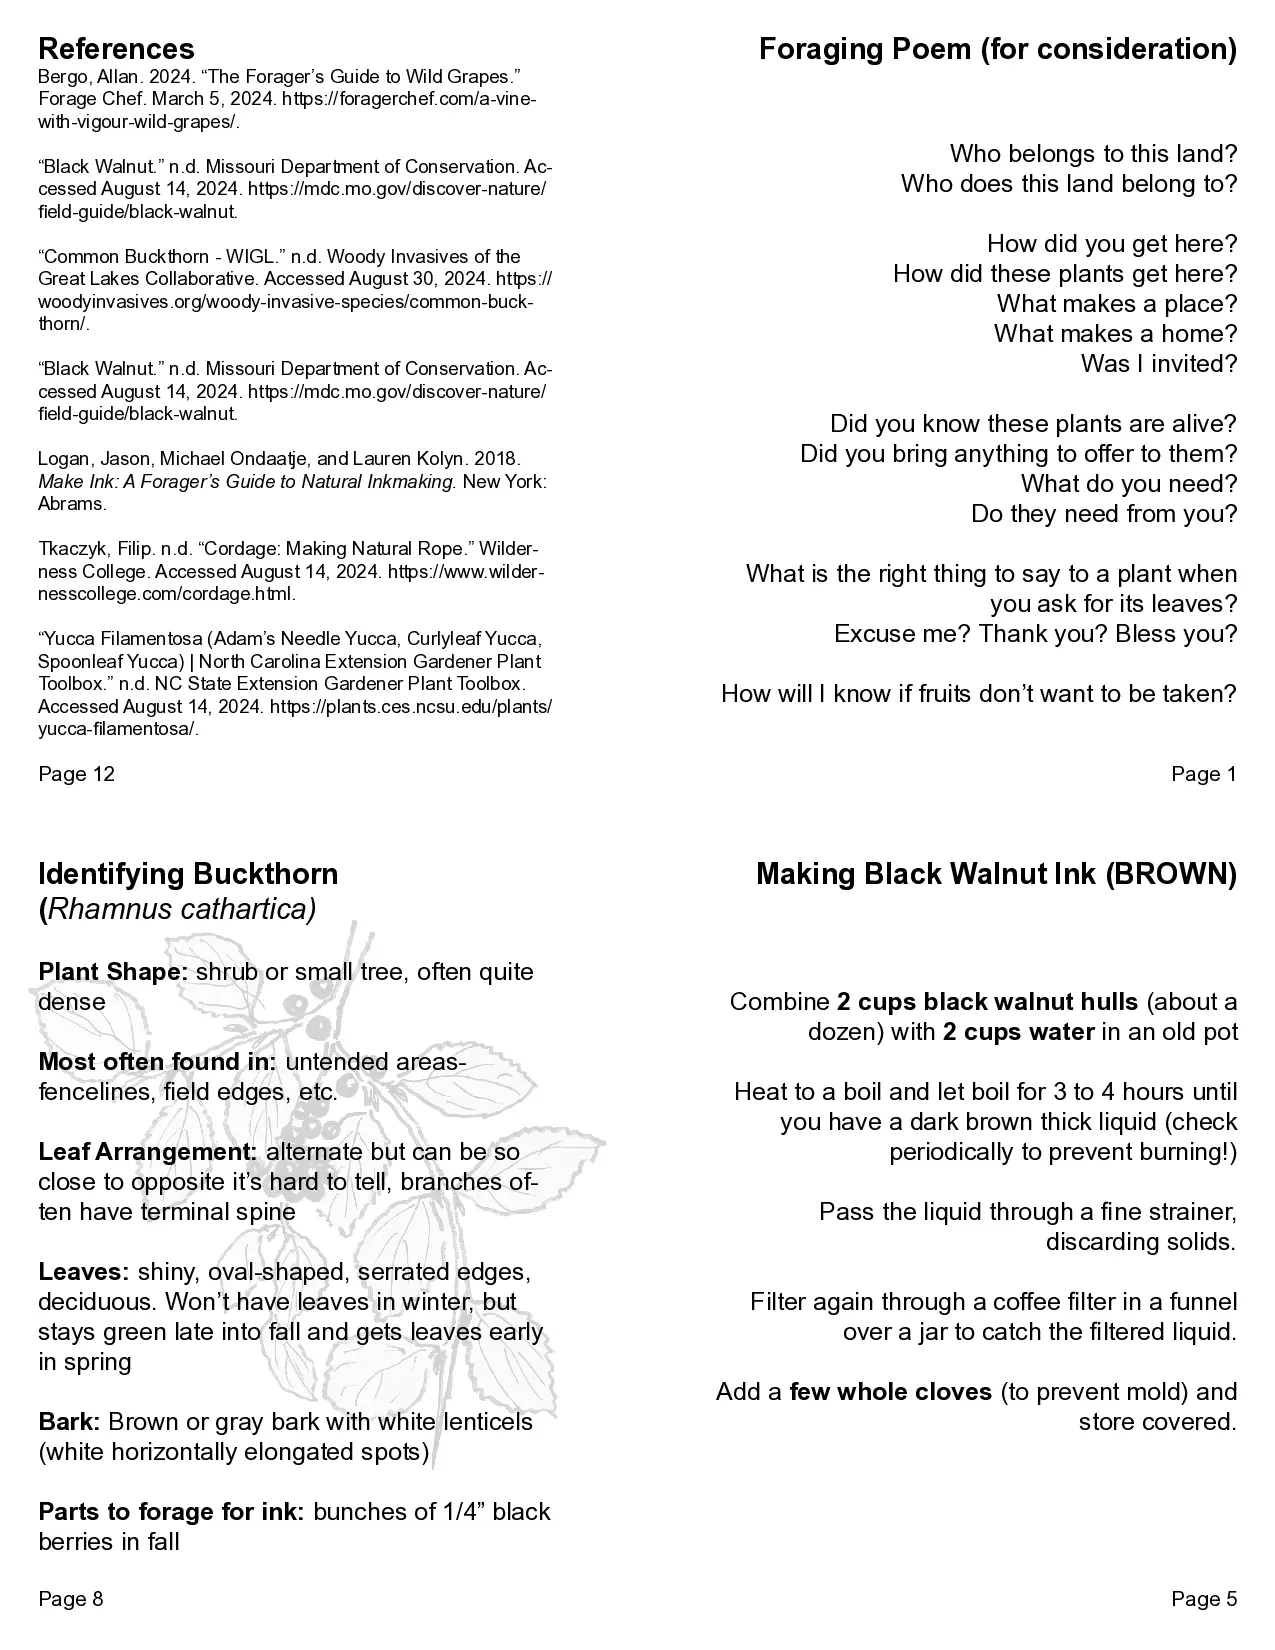 References
Bergo, Allan. 2024. “The Forager’s Guide to Wild Grapes.”
Forage Chef. March 5, 2024. https://foragerchef.com/a-vine-
with-vigour-wild-grapes/.
“Black Walnut.” n.d. Missouri Department of Conservation. Ac-
cessed August 14, 2024. https://mdc.mo.gov/discover-nature/
field-guide/black-walnut.
“Common Buckthorn - WIGL.” n.d. Woody Invasives of the
Great Lakes Collaborative. Accessed August 30, 2024. https://
woodyinvasives.org/woody-invasive-species/common-buck-
thorn/.
“Black Walnut.” n.d. Missouri Department of Conservation. Ac-
cessed August 14, 2024. https://mdc.mo.gov/discover-nature/
field-guide/black-walnut.
Logan, Jason, Michael Ondaatje, and Lauren Kolyn. 2018.
Make Ink: A Forager’s Guide to Natural Inkmaking. New York:
Abrams.
Tkaczyk, Filip. n.d. “Cordage: Making Natural Rope.” Wilder-
ness College. Accessed August 14, 2024. https://www.wilder-
nesscollege.com/cordage.html.
“Yucca Filamentosa (Adam’s Needle Yucca, Curlyleaf Yucca,
Spoonleaf Yucca) | North Carolina Extension Gardener Plant
Toolbox.” n.d. NC State Extension Gardener Plant Toolbox.
Accessed August 14, 2024. https://plants.ces.ncsu.edu/plants/
yucca-filamentosa/.
Page 12
Foraging Poem (for consideration)
Who belongs to this land?
Who does this land belong to?
How did you get here?
How did these plants get here?
What makes a place?
What makes a home?
Was I invited?
Did you know these plants are alive?
Did you bring anything to offer to them?
What do you need?
Do they need from you?
What is the right thing to say to a plant when
you ask for its leaves?
Excuse me? Thank you? Bless you?
How will I know if fruits don’t want to be taken?
Page 1
Identifying Buckthorn
(Rhamnus cathartica)
Plant Shape: shrub or small tree, often quite
dense
Most often found in: untended areas-
fencelines, field edges, etc.
Leaf Arrangement: alternate but can be so
close to opposite it’s hard to tell, branches of-
ten have terminal spine
Leaves: shiny, oval-shaped, serrated edges,
deciduous. Won’t have leaves in winter, but
stays green late into fall and gets leaves early
in spring
Bark: Brown or gray bark with white lenticels
(white horizontally elongated spots)
Parts to forage for ink: bunches of 1/4” black
berries in fall
Page 8
Making Black Walnut Ink (BROWN)
Combine 2 cups black walnut hulls (about a
dozen) with 2 cups water in an old pot
Heat to a boil and let boil for 3 to 4 hours until
you have a dark brown thick liquid (check
periodically to prevent burning!)
Pass the liquid through a fine strainer,
discarding solids.
Filter again through a coffee filter in a funnel
over a jar to catch the filtered liquid.
Add a few whole cloves (to prevent mold) and
store covered.
Page 5